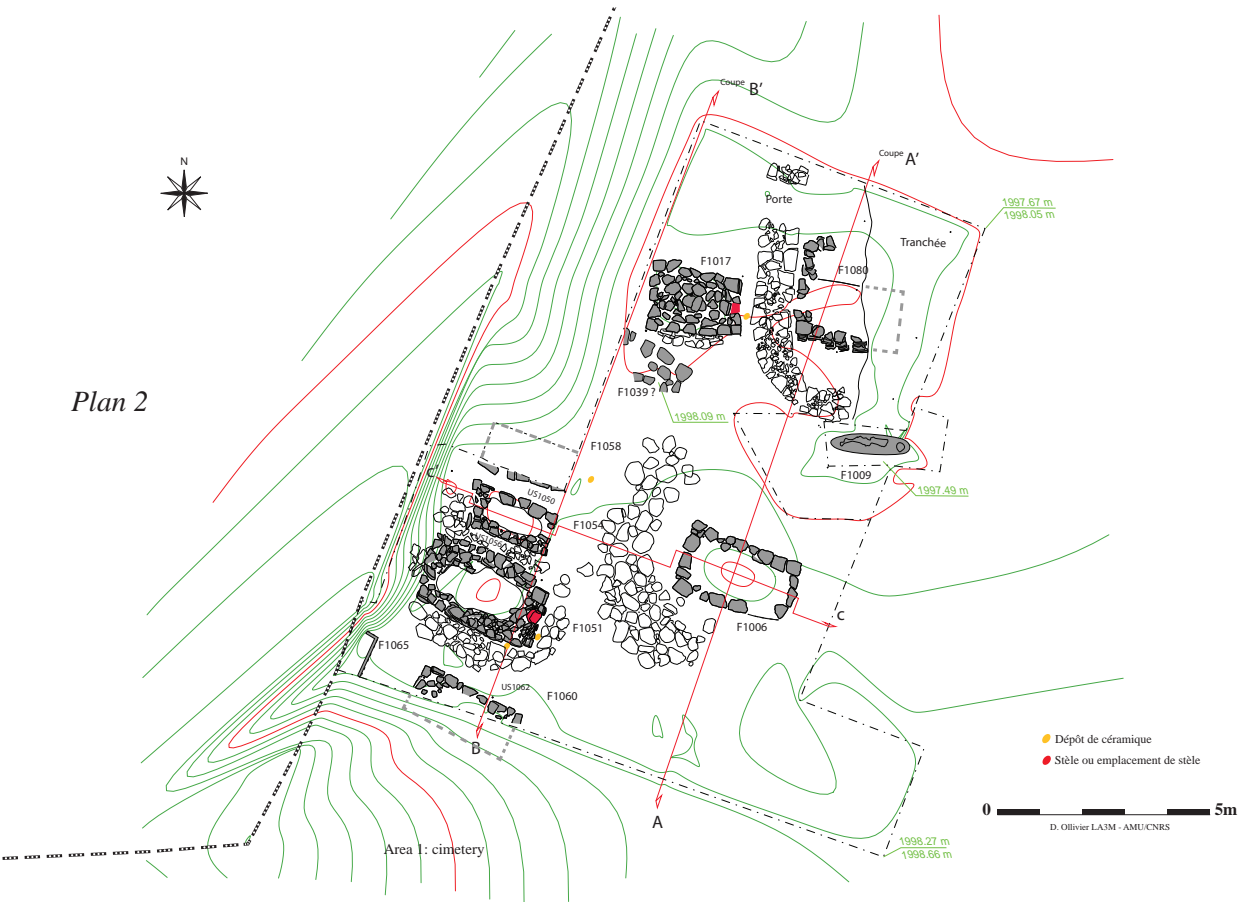 Coupe B'
Coupe A'
N
Porte
1997.67 m
1998.05 m
Tranchée
F1017
F1080
Plan 2
F1039 ?
1998.09 m
F1058
F1009
1997.49 m
C'
US1050
F1054
US1056A
F1051
F1006
C
F1065
US1062
F1060
B
Dépôt de céramique
Stèle ou emplacement de stèle
0
5m
D. Ollivier LA3M - AMU/CNRS
A
Area 1: cimetery
1998.27 m
1998.66 m